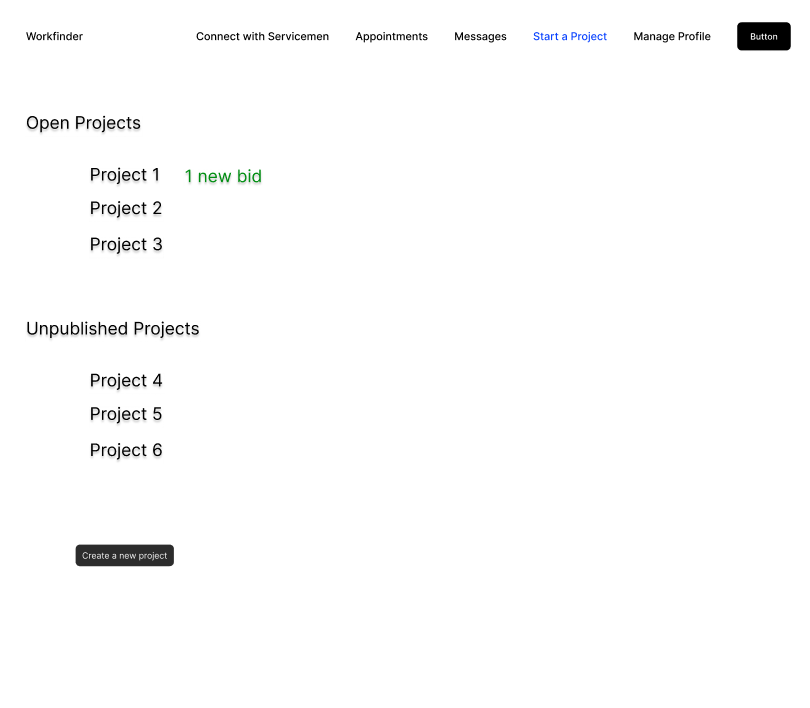 Workfinder Connect with Servicemen Appointments Messages Start a Project Manage Profile Button
Open Projects
Project 1 1 new bid
Project 2
Project 3
Unpublished Projects
Project 4
Project 5
Project 6
Create a new project